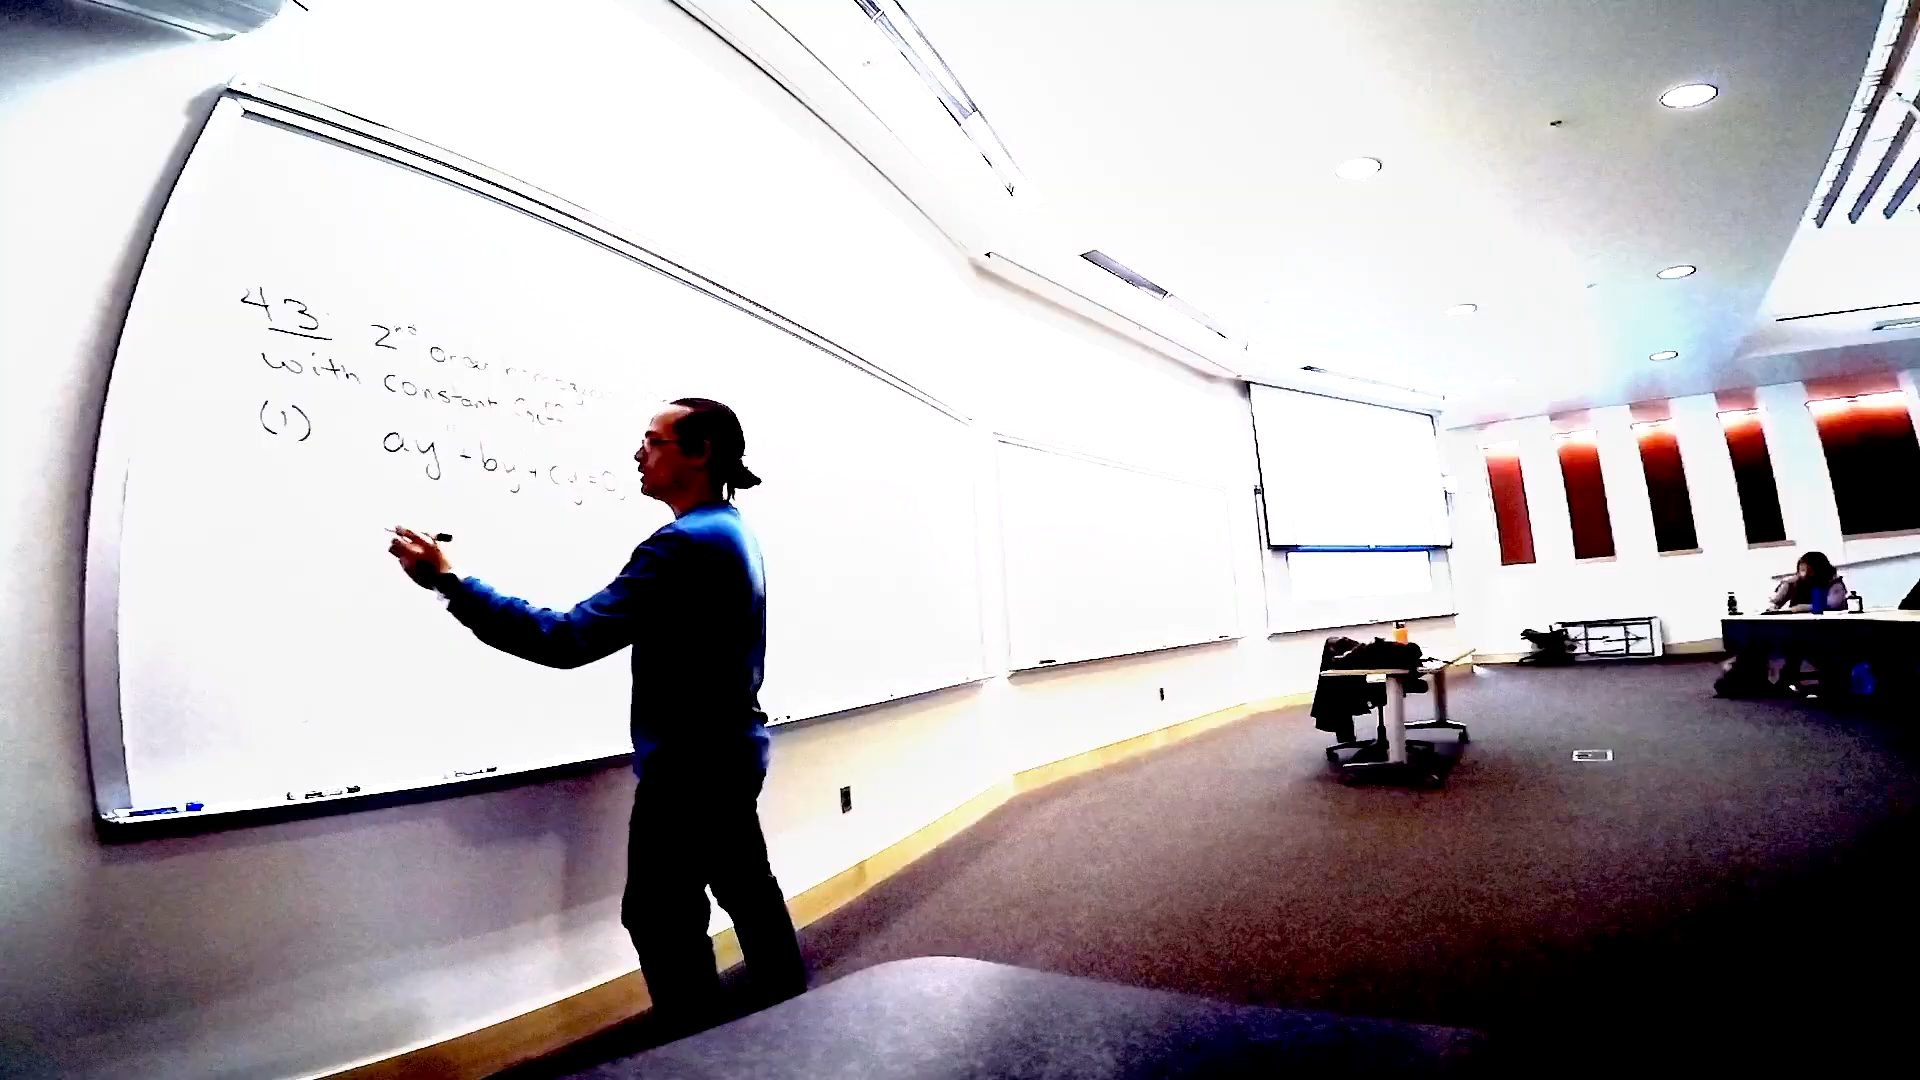 43: 2nd order
with constant
(1) ay'' + by' + cy = 0,